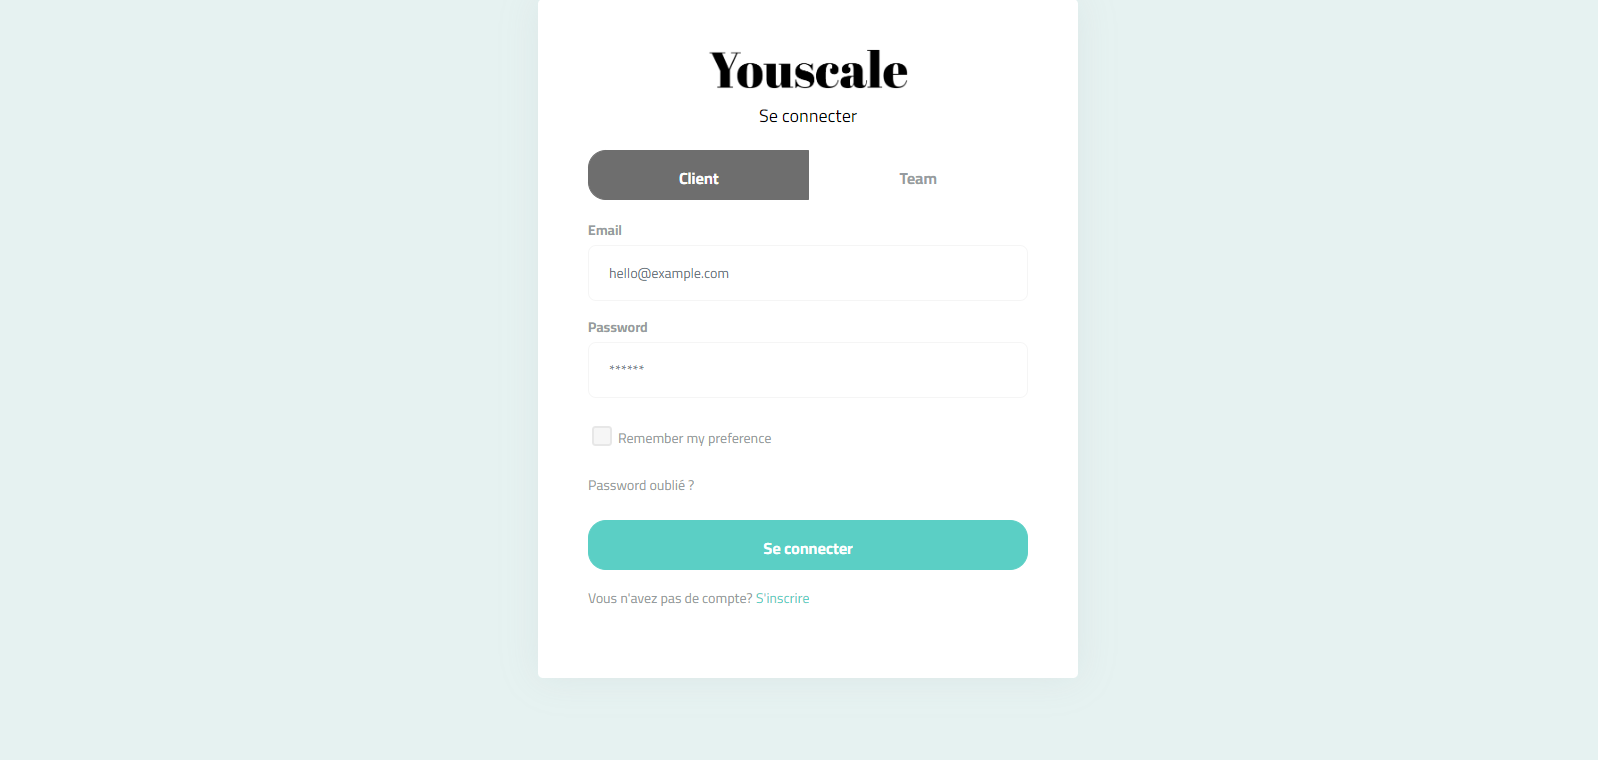 Youscale
Se connecter
Client
Team
Email
hello@example.com
Password
******
Remember my preference
Password oublié ?
Se connecter
Vous n'avez pas de compte? S'inscrire